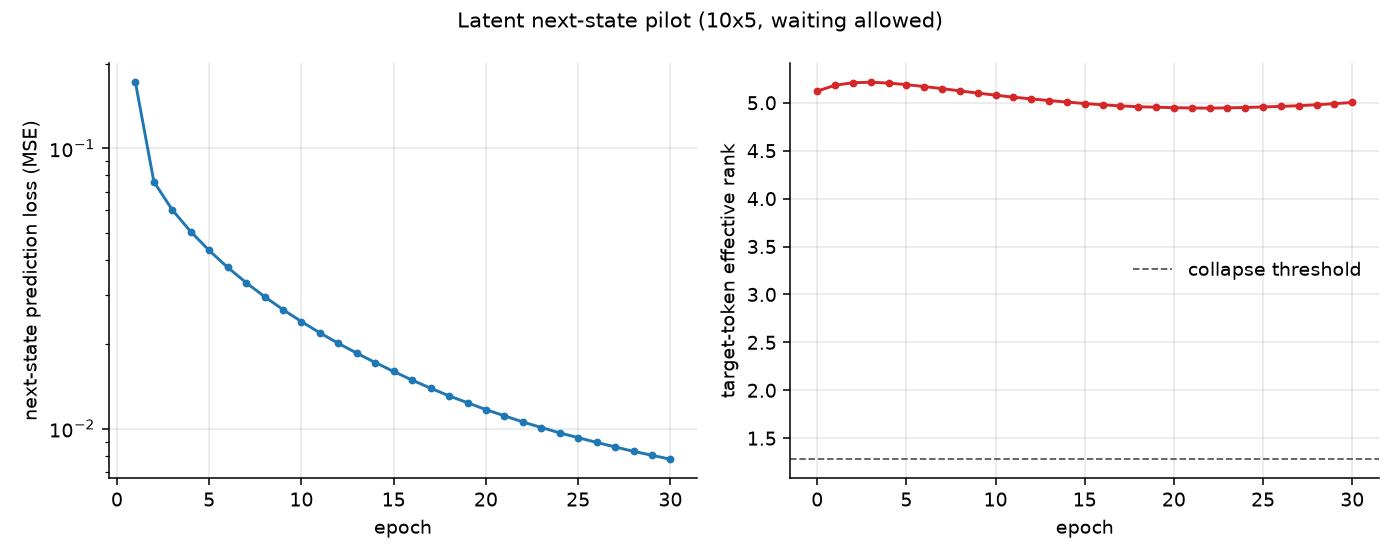 Latent next-state pilot (10x5, waiting allowed)
next-state prediction loss (MSE)
10⁻¹
10⁻²
0 5 10 15 20 25 30
epoch
target-token effective rank
5.0
4.5
4.0
3.5
3.0
2.5
2.0
1.5
collapse threshold
0 5 10 15 20 25 30
epoch